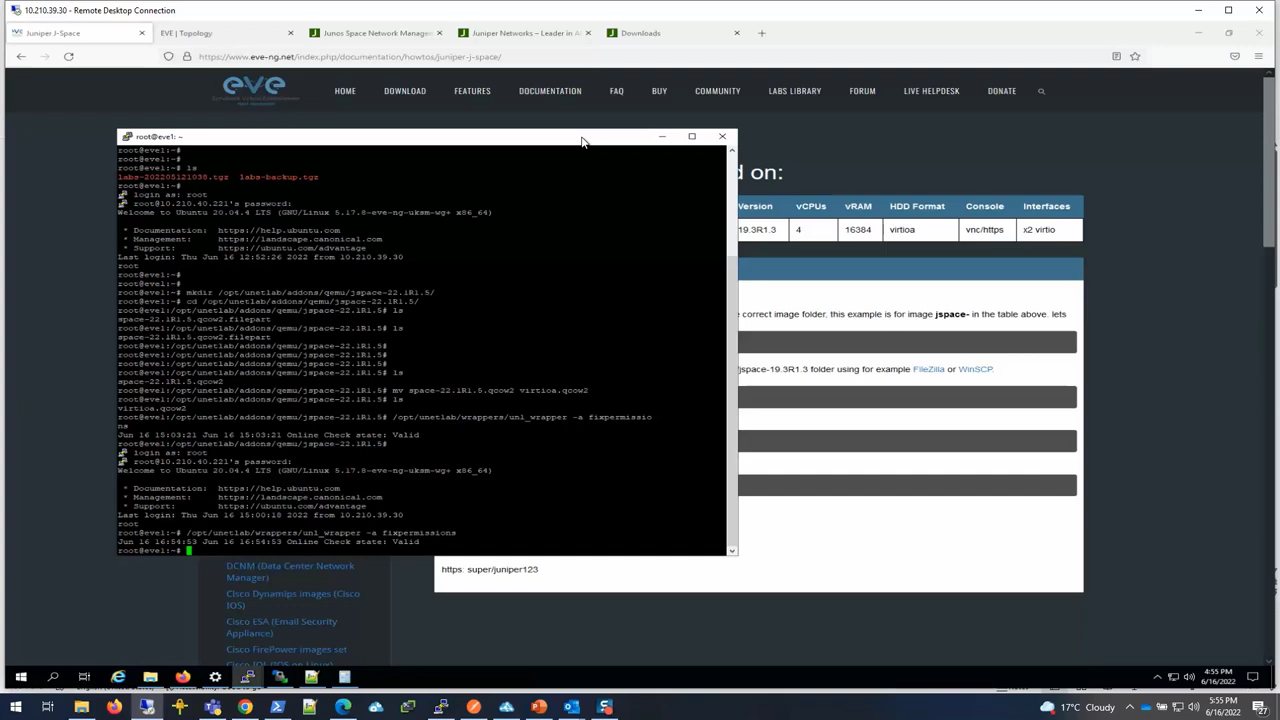 10.210.39.30 - Remote Desktop Connection
Juniper J-Space
EVE | Topology
Junos Space Network Managem
Juniper Networks – Leader in A
Downloads
https://www.eve-ng.net/index.php/documentation/howtos/juniper-j-space/
eve
HOME
DOWNLOAD
FEATURES
DOCUMENTATION
FAQ
BUY
COMMUNITY
LABS LIBRARY
FORUM
LIVE HELPDESK
DONATE
root@eve1: ~
d on:
Version vCPUs vRAM HDD Format Console Interfaces
19.3R1.3 4 16384 virtioa vnc/https x2 virtio
e correct image folder, this example is for image jspace- in the table above. lets
/jspace-19.3R1.3 folder using for example FileZilla or WinSCP.
root@eve1:~#
root@eve1:~#
root@eve1:~# ls
labs-202205121038.tgz labs-backup.tgz
root@eve1:~#
login as: root
root@10.210.40.221's password:
Welcome to Ubuntu 20.04.4 LTS (GNU/Linux 5.17.8-eve-ng-uksm-wg+ x86_64)
* Documentation: https://help.ubuntu.com
* Management: https://landscape.canonical.com
* Support: https://ubuntu.com/advantage
Last login: Thu Jun 16 12:52:26 2022 from 10.210.39.30
root
root@eve1:~#
root@eve1:~#
root@eve1:~# mkdir /opt/unetlab/addons/qemu/jspace-22.1R1.5/
root@eve1:~# cd /opt/unetlab/addons/qemu/jspace-22.1R1.5/
root@eve1:/opt/unetlab/addons/qemu/jspace-22.1R1.5# ls
space-22.1R1.5.qcow2.filepart
root@eve1:/opt/unetlab/addons/qemu/jspace-22.1R1.5# ls
space-22.1R1.5.qcow2.filepart
root@eve1:/opt/unetlab/addons/qemu/jspace-22.1R1.5#
root@eve1:/opt/unetlab/addons/qemu/jspace-22.1R1.5#
root@eve1:/opt/unetlab/addons/qemu/jspace-22.1R1.5#
root@eve1:/opt/unetlab/addons/qemu/jspace-22.1R1.5# ls
space-22.1R1.5.qcow2
root@eve1:/opt/unetlab/addons/qemu/jspace-22.1R1.5# mv space-22.1R1.5.qcow2 virtioa.qcow2
root@eve1:/opt/unetlab/addons/qemu/jspace-22.1R1.5# ls
virtioa.qcow2
root@eve1:/opt/unetlab/addons/qemu/jspace-22.1R1.5# /opt/unetlab/wrappers/unl_wrapper -a fixpermissio
ns
Jun 16 15:03:21 Jun 16 15:03:21 Online Check state: Valid
root@eve1:/opt/unetlab/addons/qemu/jspace-22.1R1.5#
login as: root
root@10.210.40.221's password:
Welcome to Ubuntu 20.04.4 LTS (GNU/Linux 5.17.8-eve-ng-uksm-wg+ x86_64)
* Documentation: https://help.ubuntu.com
* Management: https://landscape.canonical.com
* Support: https://ubuntu.com/advantage
Last login: Thu Jun 16 15:00:18 2022 from 10.210.39.30
root
root@eve1:~# /opt/unetlab/wrappers/unl_wrapper -a fixpermissions
Jun 16 16:54:53 Jun 16 16:54:53 Online Check state: Valid
root@eve1:~#
https: super/juniper123
DCNM (Data Center Network
Manager)
Cisco Dynamips images (Cisco
IOS)
Cisco ESA (Email Security
Appliance)
Cisco FirePower images set
Cisco IOL (IOS on Linux)
4:55 PM
6/16/2022
17°C Cloudy
5:55 PM
6/16/2022